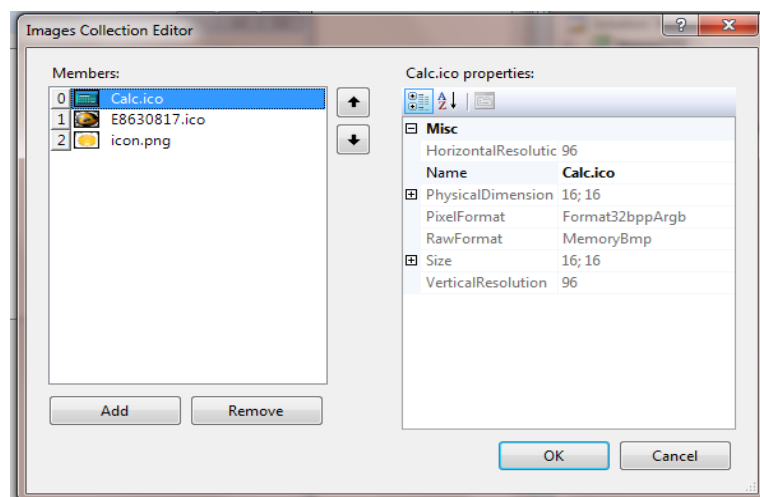 Images Collection Editor
Members:
0 Calc.ico
1 E8630817.ico
2 icon.png
Add Remove
Calc.ico properties:
Misc
HorizontalResolutic 96
Name Calc.ico
PhysicalDimension 16; 16
PixelFormat Format32bppArgb
RawFormat MemoryBmp
Size 16; 16
VerticalResolution 96
OK Cancel